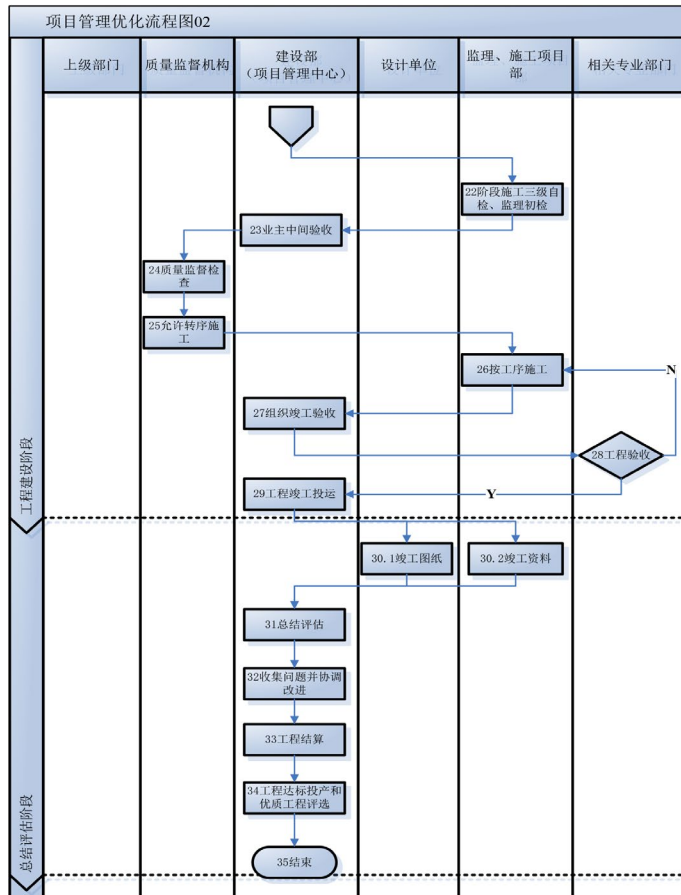 项目管理优化流程图02
上级部门
质量监督机构
建设部
（项目管理中心）
设计单位
监理、施工项目
部
相关专业部门
22阶段施工三级自
检、监理初检
23业主中间验收
24质量监督检
查
25允许转序施
工
26按工序施工
N
27组织竣工验收
28工程验收
工程建设阶段
29工程竣工投运
Y
30.1竣工图纸
30.2竣工资料
31总结评估
32收集问题并协调
改进
33工程结算
34工程达标投产和
优质工程评选
总结评估阶段
35结束